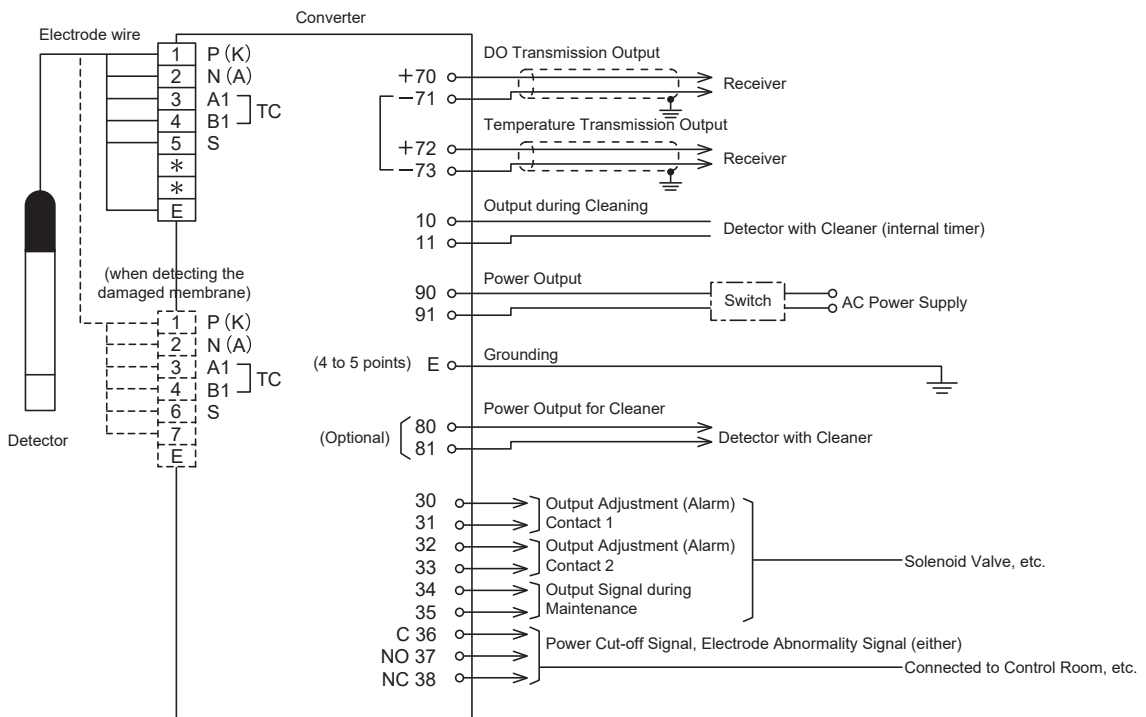 Converter
Electrode wire
1 P (K)
2 N (A)
3 A1
4 B1
TC
5 S
*
*
E
(when detecting the
damaged membrane)
1 P (K)
2 N (A)
3 A1
4 B1
TC
6 S
7
E
Detector
DO Transmission Output
+70
−71
Receiver
Temperature Transmission Output
+72
−73
Receiver
Output during Cleaning
10
11
Detector with Cleaner (internal timer)
Power Output
90
91
Switch
AC Power Supply
(4 to 5 points) E
Grounding
Power Output for Cleaner
(Optional)
80
81
Detector with Cleaner
30
31
Output Adjustment (Alarm)
Contact 1
32
33
Output Adjustment (Alarm)
Contact 2
34
35
Output Signal during
Maintenance
Solenoid Valve, etc.
C 36
NO 37
NC 38
Power Cut-off Signal, Electrode Abnormality Signal (either)
Connected to Control Room, etc.